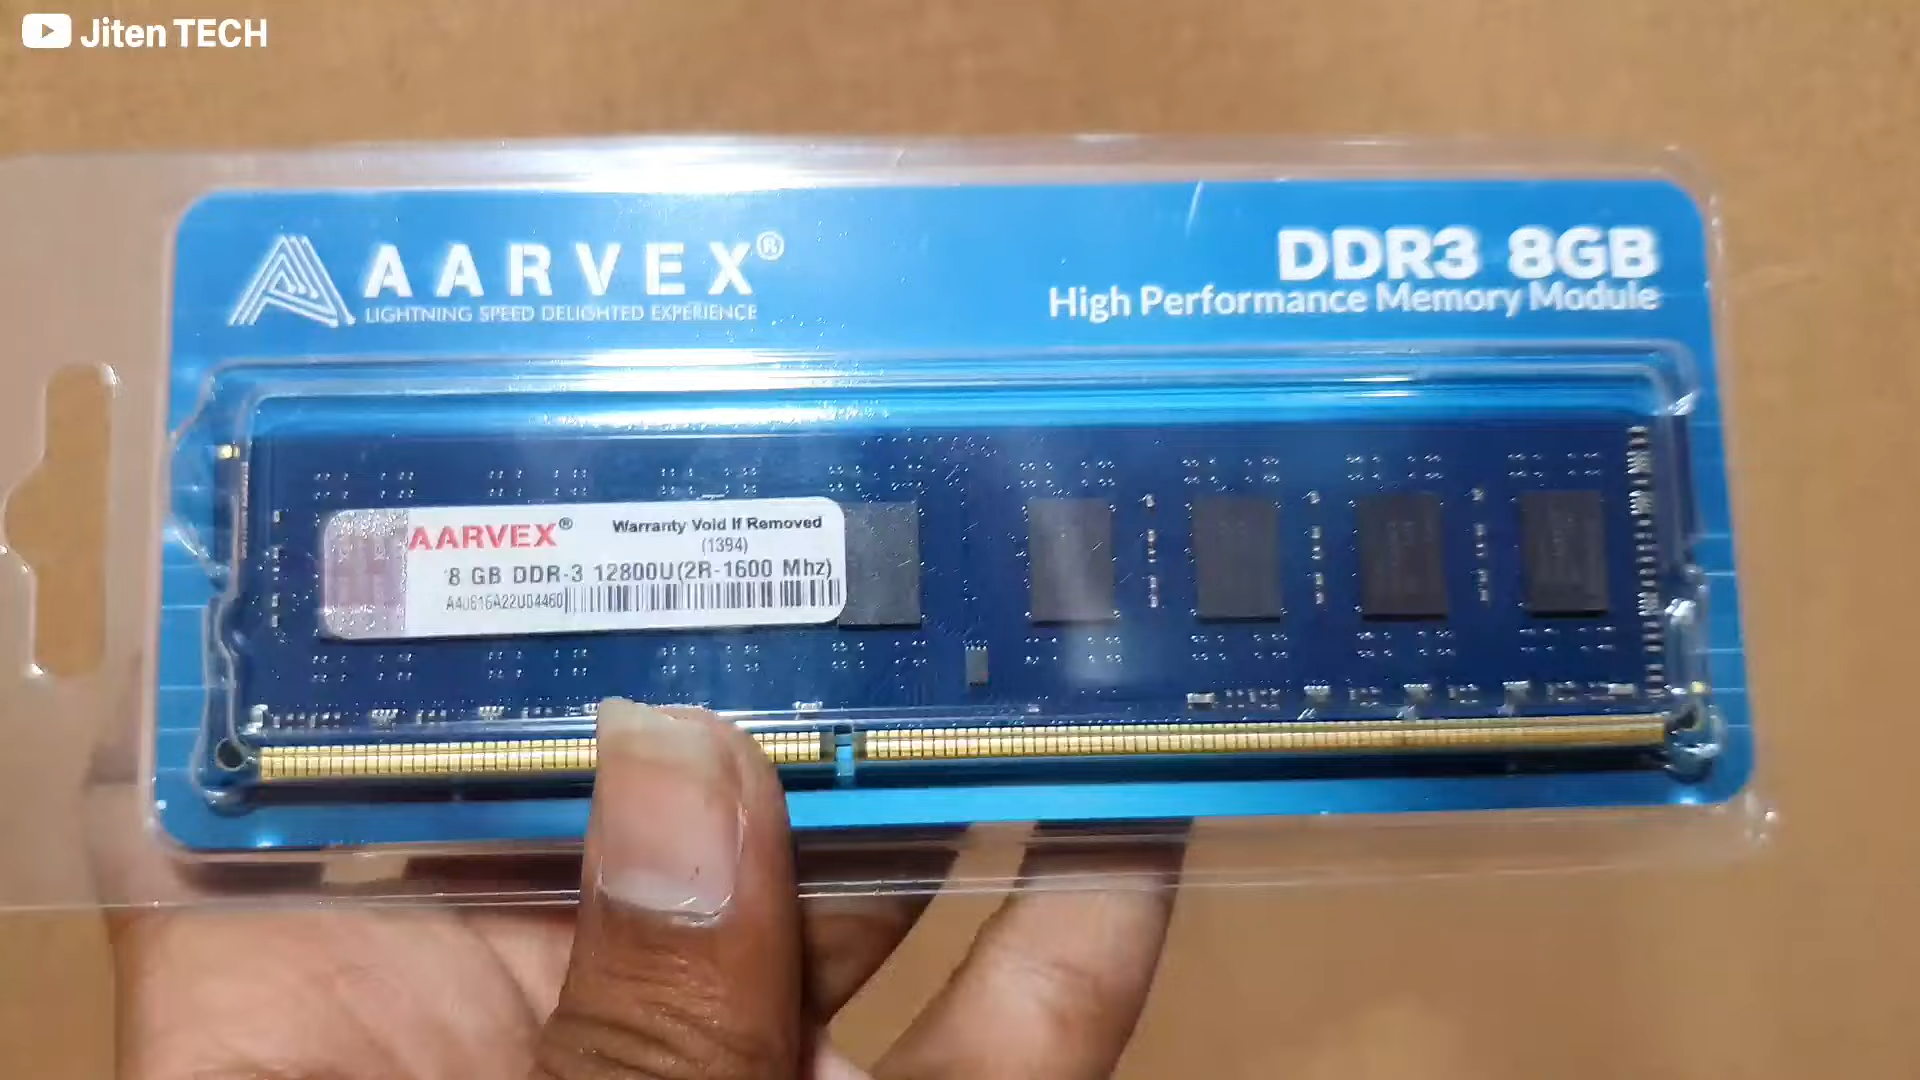 Jiten TECH
AARVEX®
LIGHTNING SPEED DELIGHTED EXPERIENCE
DDR3 8GB
High Performance Memory Module
AARVEX®
Warranty Void If Removed
(1394)
8 GB DDR-3 12800U(2R-1600 Mhz)
A40816A22U04460